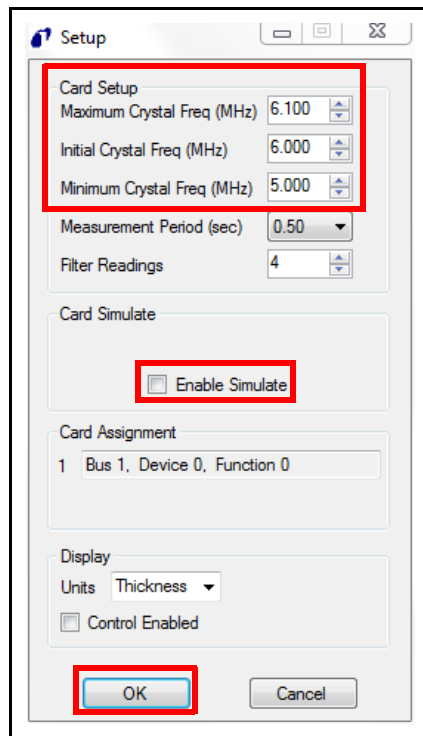 Setup
Card Setup
Maximum Crystal Freq (MHz) 6.100
Initial Crystal Freq (MHz) 6.000
Minimum Crystal Freq (MHz) 5.000
Measurement Period (sec) 0.50
Filter Readings 4
Card Simulate
Enable Simulate
Card Assignment
1 Bus 1, Device 0, Function 0
Display
Units Thickness
Control Enabled
OK Cancel